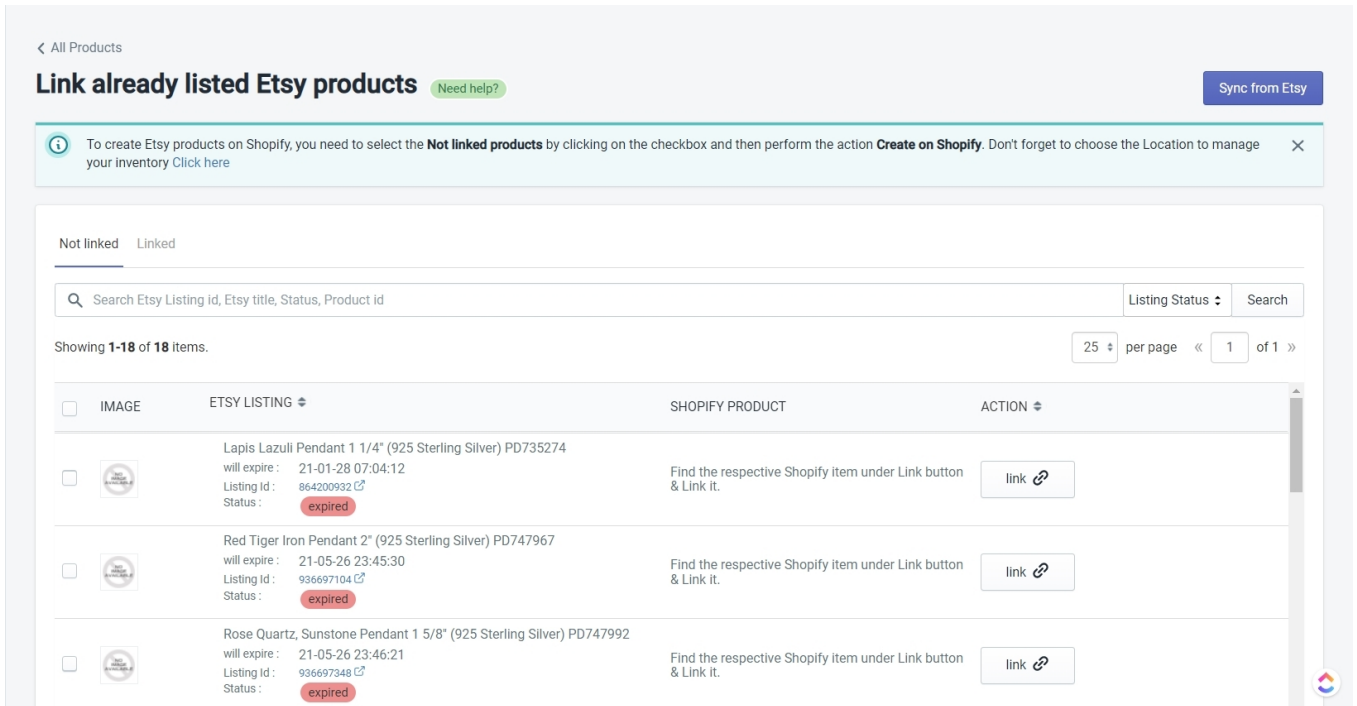 All Products
Link already listed Etsy products Need help?
Sync from Etsy
To create Etsy products on Shopify, you need to select the Not linked products by clicking on the checkbox and then perform the action Create on Shopify. Don't forget to choose the Location to manage
your inventory Click here
Not linked Linked
Search Etsy Listing id, Etsy title, Status, Product id
Listing Status Search
Showing 1-18 of 18 items.
25 per page « 1 of 1 »
IMAGE ETSY LISTING SHOPIFY PRODUCT ACTION
Lapis Lazuli Pendant 1 1/4" (925 Sterling Silver) PD735274
will expire : 21-01-28 07:04:12
Listing Id : 864200932
Status : expired
NO IMAGE AVAILABLE
Find the respective Shopify item under Link button
& Link it.
link
Red Tiger Iron Pendant 2" (925 Sterling Silver) PD747967
will expire : 21-05-26 23:45:30
Listing Id : 936697104
Status : expired
NO IMAGE AVAILABLE
Find the respective Shopify item under Link button
& Link it.
link
Rose Quartz, Sunstone Pendant 1 5/8" (925 Sterling Silver) PD747992
will expire : 21-05-26 23:46:21
Listing Id : 936697348
Status : expired
NO IMAGE AVAILABLE
Find the respective Shopify item under Link button
& Link it.
link